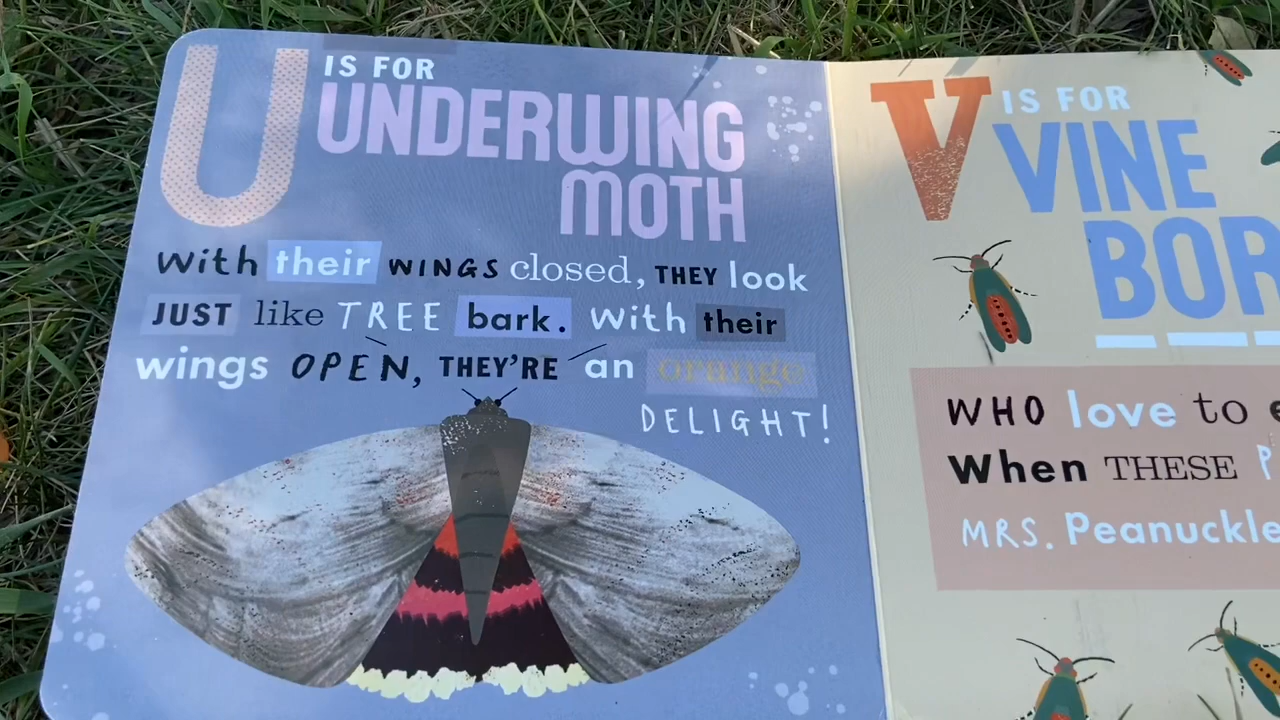 U IS FOR
UNDERWING
MOTH
With their WINGS closed, THEY look
JUST like TREE bark. With their
wings OPEN, THEY'RE an orange
DELIGHT!
V IS FOR
VINE
BOR
WHO love to
When THESE
MRS. Peanuckle